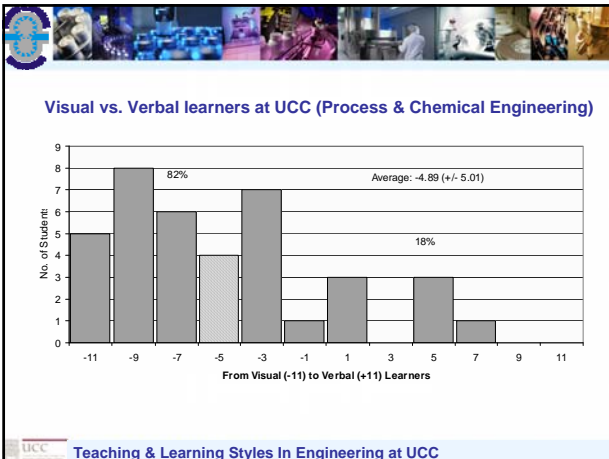 Visual vs. Verbal learners at UCC (Process & Chemical Engineering)
9
8
7
6
5
4
3
2
1
0
No. of Students
82%
Average: -4.89 (+/- 5.01)
18%
-11 -9 -7 -5 -3 -1 1 3 5 7 9 11
From Visual (-11) to Verbal (+11) Learners
UCC
Teaching & Learning Styles In Engineering at UCC